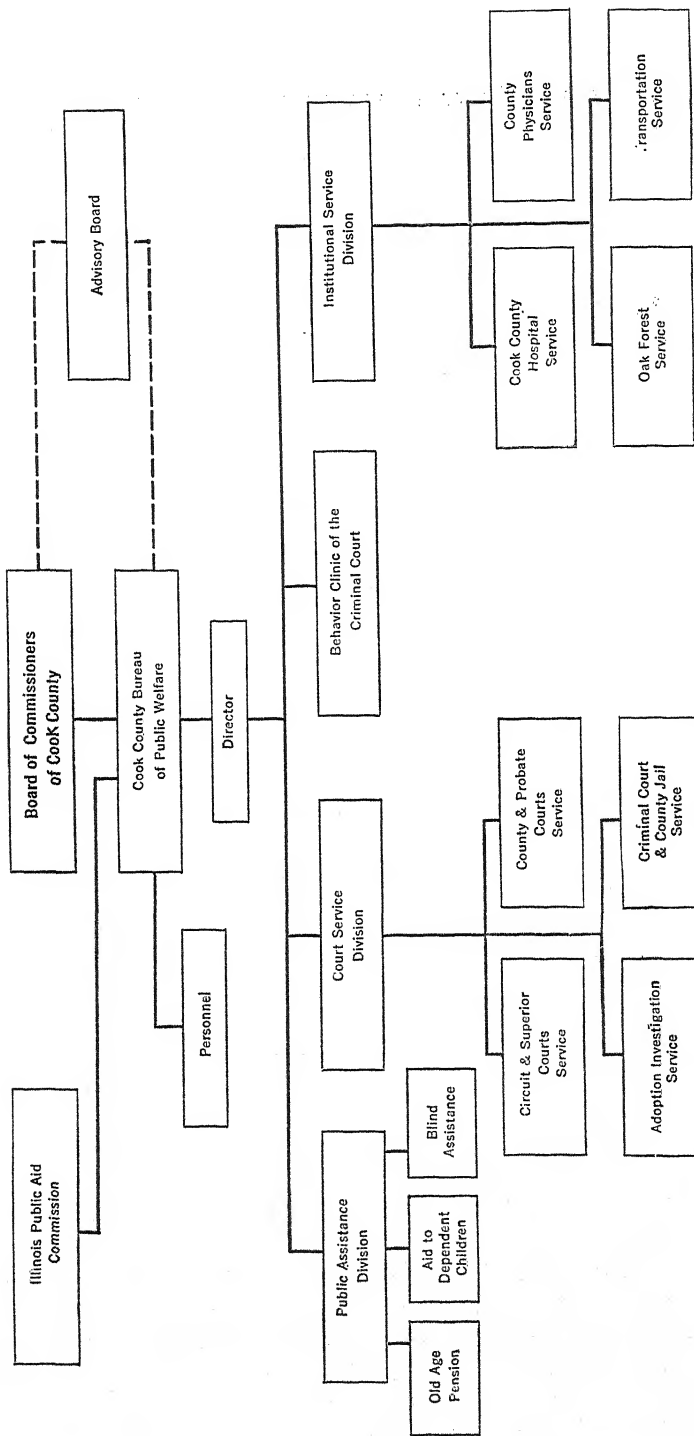 Illinois Public Aid
Commission
Board of Commissioners
of CooK County
Advisory Board
Cook County Bureau
of Public Welfare
Personnel
Director
Public Assistance
Division
Court Service
Division
Behavior Clinic of the
Criminal Court
Institutional Service
Division
Old Age
Pension
Aid to
Dependent
Children
Blind
Assistance
Circuit & Superior
Courts
Service
County & Probate
Courts
Service
Adoption Investigation
Service
Criminal Court
& County Jail
Service
Cook County
Hospital
Service
County
Physicians
Service
Oak Forest
Service
Transportation
Service